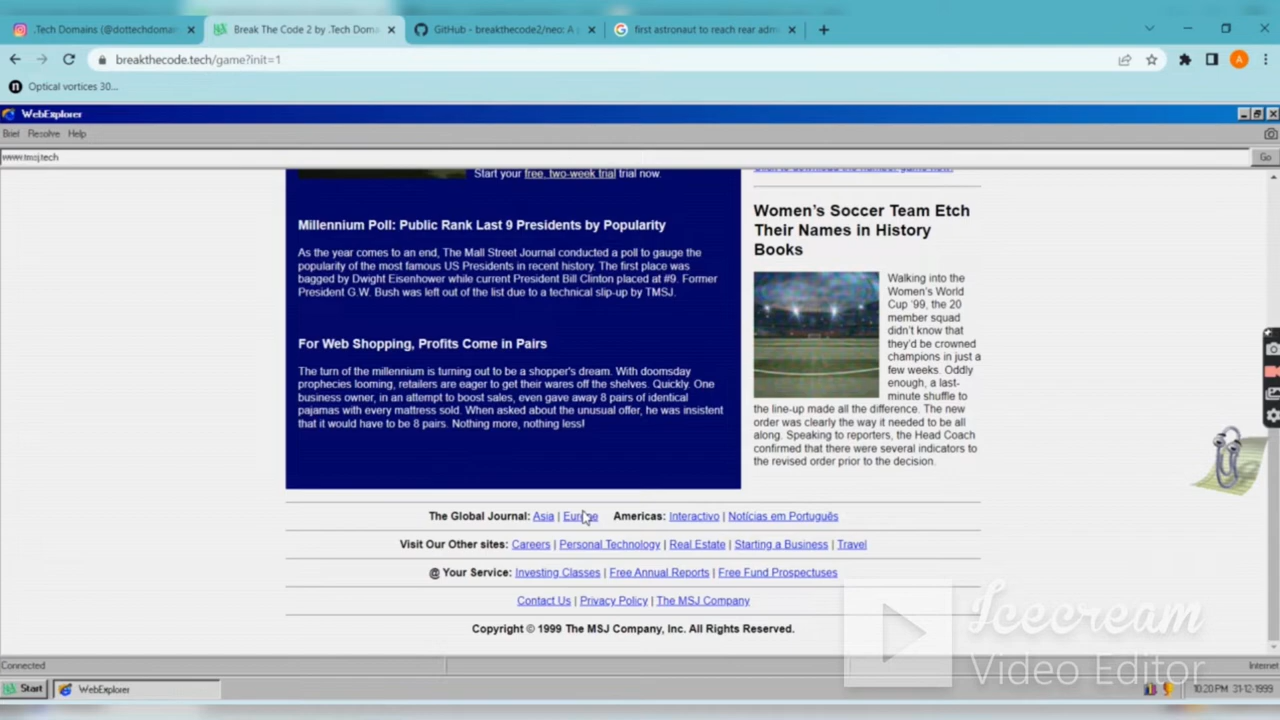 .Tech Domains (@dottechdomai
Break The Code 2 by .Tech Doma
GitHub - breakthecode2/neo: A
first astronaut to reach rear adm
breakthecode.tech/game?init=1
Optical vortices 30...
WebExplorer
Brief Resolve Help
www.tmsj.tech
Go
Start your free, two-week trial trial now.
Millennium Poll: Public Rank Last 9 Presidents by Popularity
As the year comes to an end, The Mall Street Journal conducted a poll to gauge the
popularity of the most famous US Presidents in recent history. The first place was
bagged by Dwight Eisenhower while current President Bill Clinton placed at #9. Former
President G.W. Bush was left out of the list due to a technical slip-up by TMSJ.
For Web Shopping, Profits Come in Pairs
The turn of the millennium is turning out to be a shopper's dream. With doomsday
prophecies looming, retailers are eager to get their wares off the shelves. Quickly. One
business owner, in an attempt to boost sales, even gave away 8 pairs of identical
pajamas with every mattress sold. When asked about the unusual offer, he was insistent
that it would have to be 8 pairs. Nothing more, nothing less!
Women's Soccer Team Etch
Their Names in History
Books
Walking into the
Women's World
Cup '99, the 20
member squad
didn't know that
they'd be crowned
champions in just a
few weeks. Oddly
enough, a last-
minute shuffle to
the line-up made all the difference. The new
order was clearly the way it needed to be all
along. Speaking to reporters, the Head Coach
confirmed that there were several indicators to
the revised order prior to the decision.
The Global Journal: Asia | Europe Americas: Interactivo | Notícias em Português
Visit Our Other sites: Careers | Personal Technology | Real Estate | Starting a Business | Travel
@ Your Service: Investing Classes | Free Annual Reports | Free Fund Prospectuses
Contact Us | Privacy Policy | The MSJ Company
Copyright © 1999 The MSJ Company, Inc. All Rights Reserved.
Icecream
Video Editor
Connected
Internet
Start
WebExplorer
10:20 PM 31-12-1999